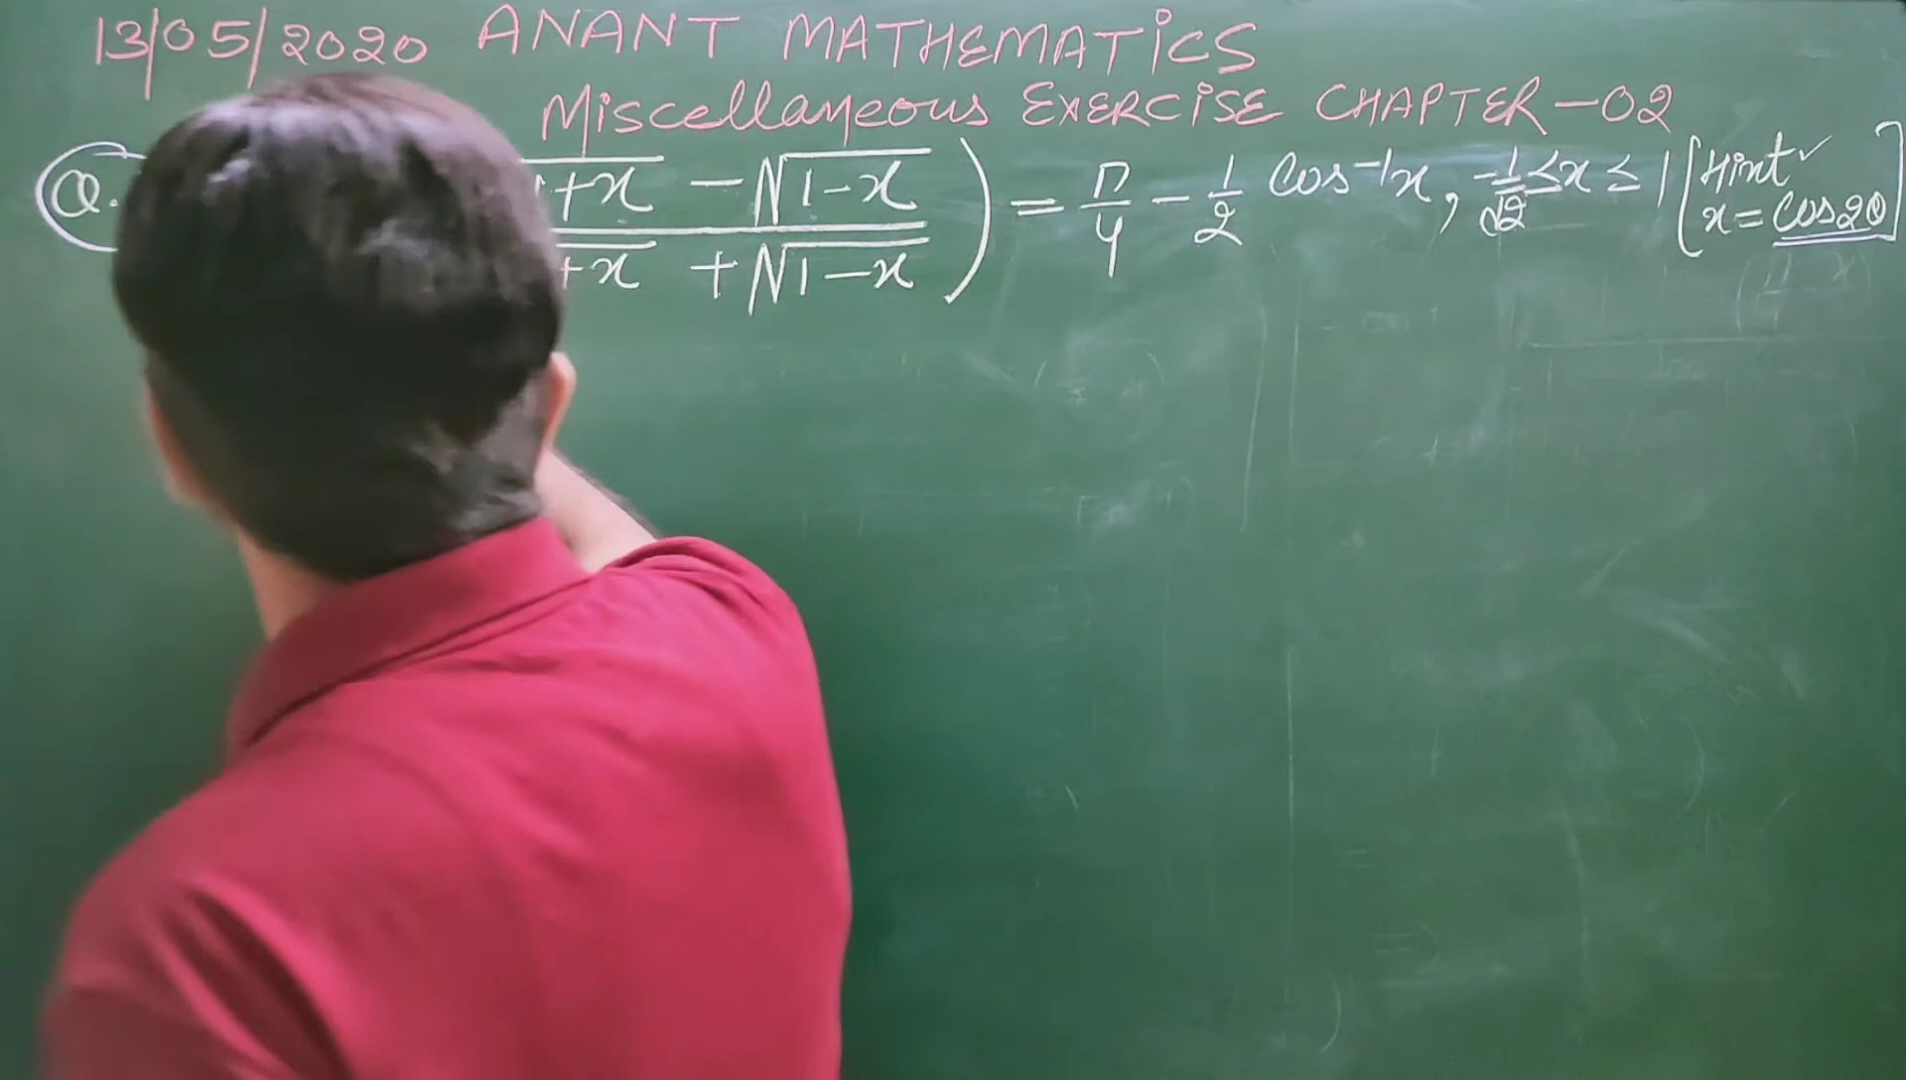 13/05/2020 ANANT MATHEMATICS
Miscellaneous EXERCISE CHAPTER-02
Q. +x - √1-x / +x + √1-x ) = π/4 - 1/2 Cos⁻¹x, -1/√2 ≤ x ≤ 1 [Hint ✓
x = cos2θ]